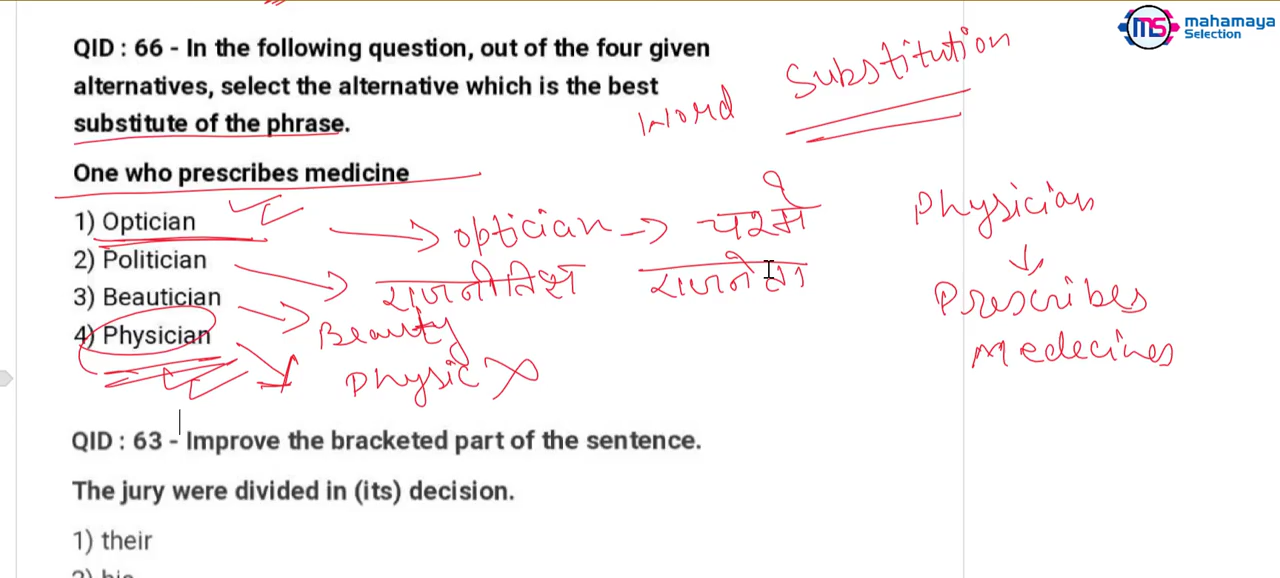 mahamaya
Selection
QID : 66 - In the following question, out of the four given
alternatives, select the alternative which is the best
substitute of the phrase.
Word Substitution
One who prescribes medicine
1) Optician
optician → चश्मे
2) Politician
राजनीतिज्ञ राजनेता
3) Beautician
Beauty
4) Physician
Physic
Physician
Prescribes
Medecines
QID : 63 - Improve the bracketed part of the sentence.
The jury were divided in (its) decision.
1) their